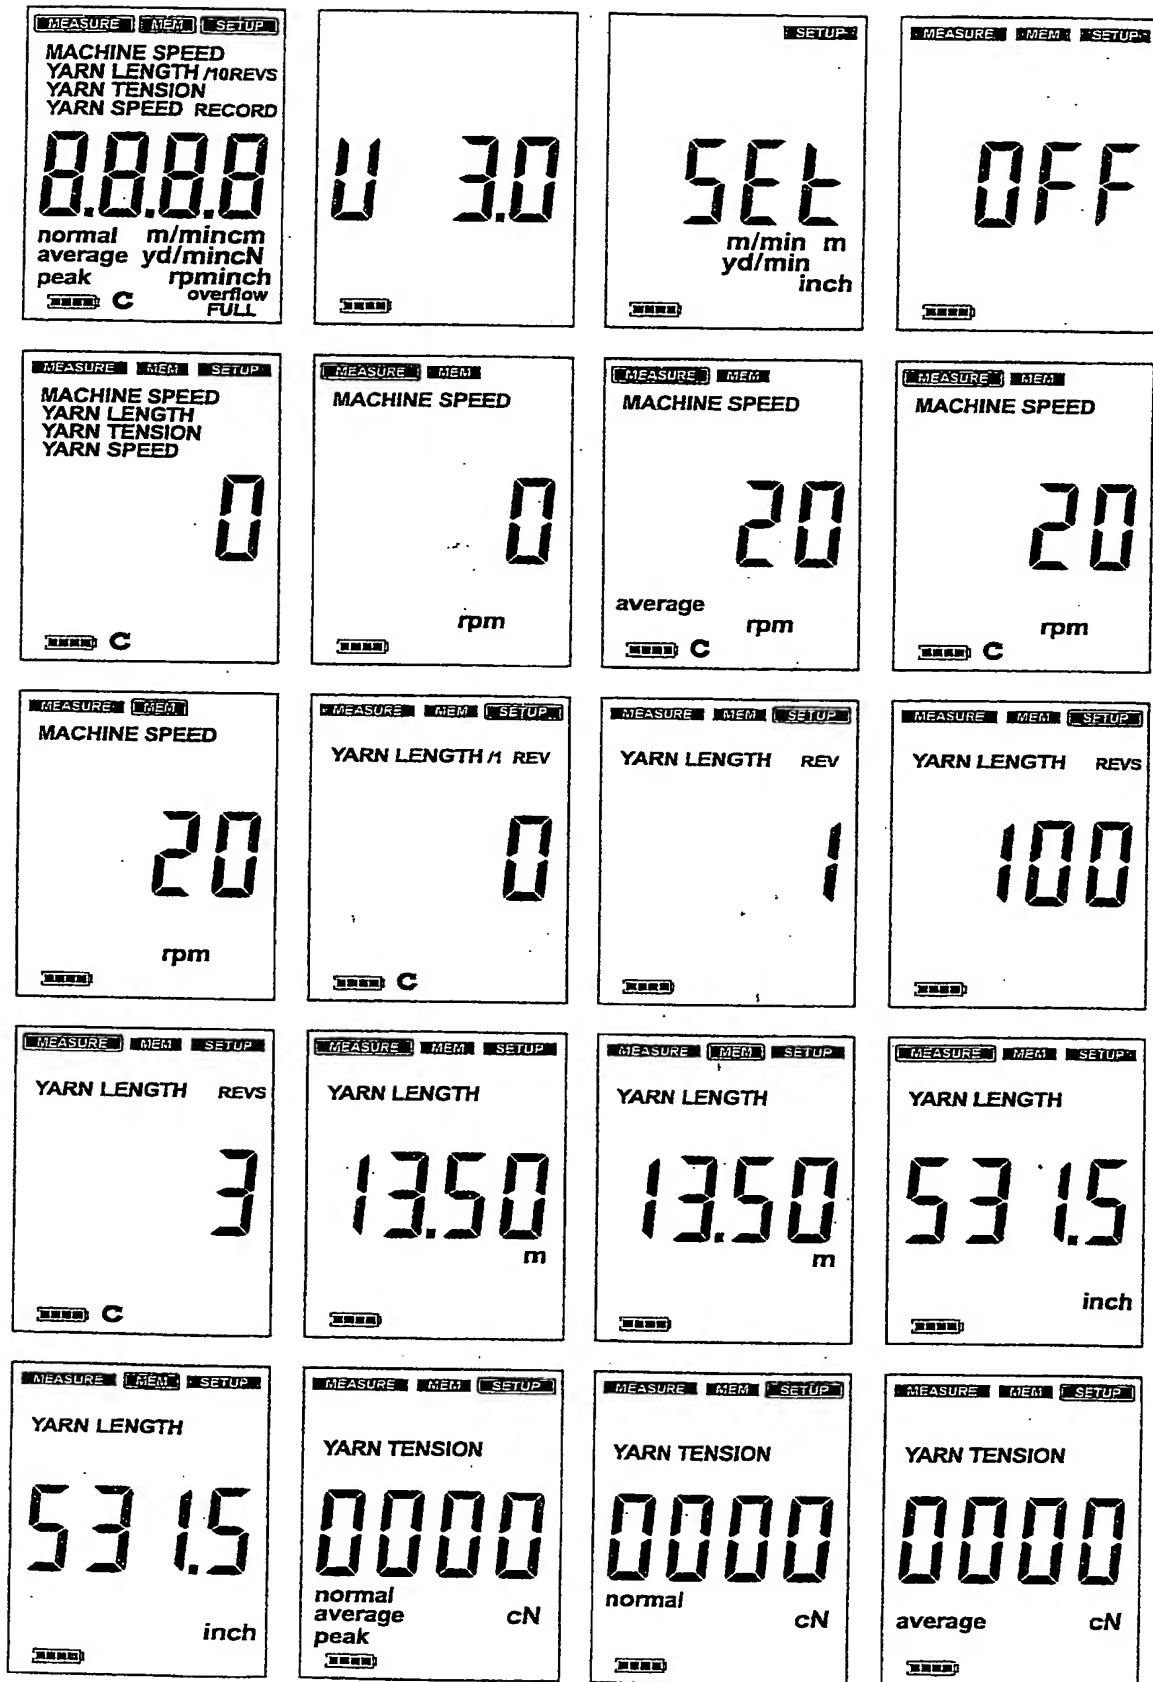 MEASURE MEM SETUP
MACHINE SPEED
YARN LENGTH /10REVS
YARN TENSION
YARN SPEED RECORD
8.8.8.8
normal m/mincm
average yd/mincN
peak rpminch
C overflow
FULL
U 3.0
SETUP
SEt
m/min m
yd/min
inch
MEASURE MEM SETUP
OFF
MEASURE MEM SETUP
MACHINE SPEED
YARN LENGTH
YARN TENSION
YARN SPEED
0
C
MEASURE MEM
MACHINE SPEED
0
rpm
MEASURE MEM
MACHINE SPEED
20
average
rpm
C
MEASURE MEM
MACHINE SPEED
20
rpm
C
MEASURE MEM
MACHINE SPEED
20
rpm
MEASURE MEM SETUP
YARN LENGTH /1 REV
0
C
MEASURE MEM SETUP
YARN LENGTH REV
1
MEASURE MEM SETUP
YARN LENGTH REVS
100
MEASURE MEM SETUP
YARN LENGTH REVS
3
C
MEASURE MEM SETUP
YARN LENGTH
13.50
m
MEASURE MEM SETUP
YARN LENGTH
13.50
m
MEASURE MEM SETUP
YARN LENGTH
531.5
inch
MEASURE MEM SETUP
YARN LENGTH
531.5
inch
MEASURE MEM SETUP
YARN TENSION
0000
normal
average cN
peak
MEASURE MEM SETUP
YARN TENSION
0000
normal
cN
MEASURE MEM SETUP
YARN TENSION
0000
average cN